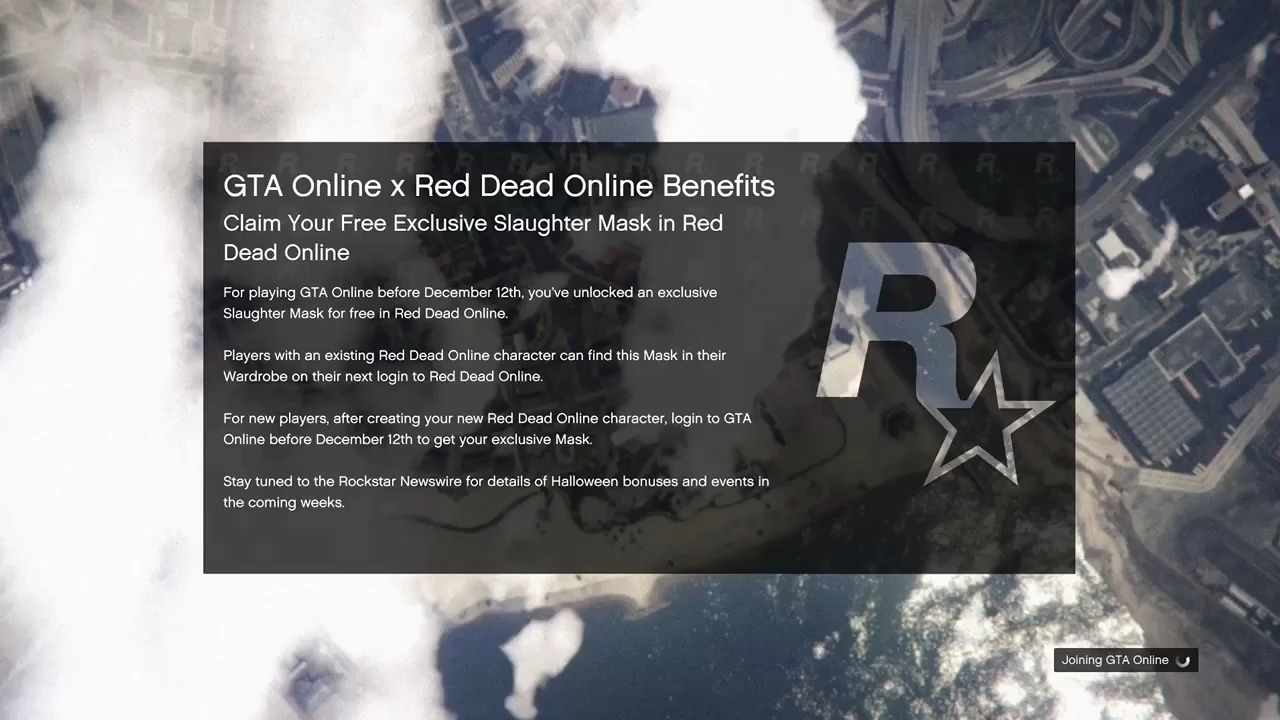 GTA Online x Red Dead Online Benefits
Claim Your Free Exclusive Slaughter Mask in Red
Dead Online
For playing GTA Online before December 12th, you've unlocked an exclusive
Slaughter Mask for free in Red Dead Online.
Players with an existing Red Dead Online character can find this Mask in their
Wardrobe on their next login to Red Dead Online.
For new players, after creating your new Red Dead Online character, login to GTA
Online before December 12th to get your exclusive Mask.
Stay tuned to the Rockstar Newswire for details of Halloween bonuses and events in
the coming weeks.
R
Joining GTA Online